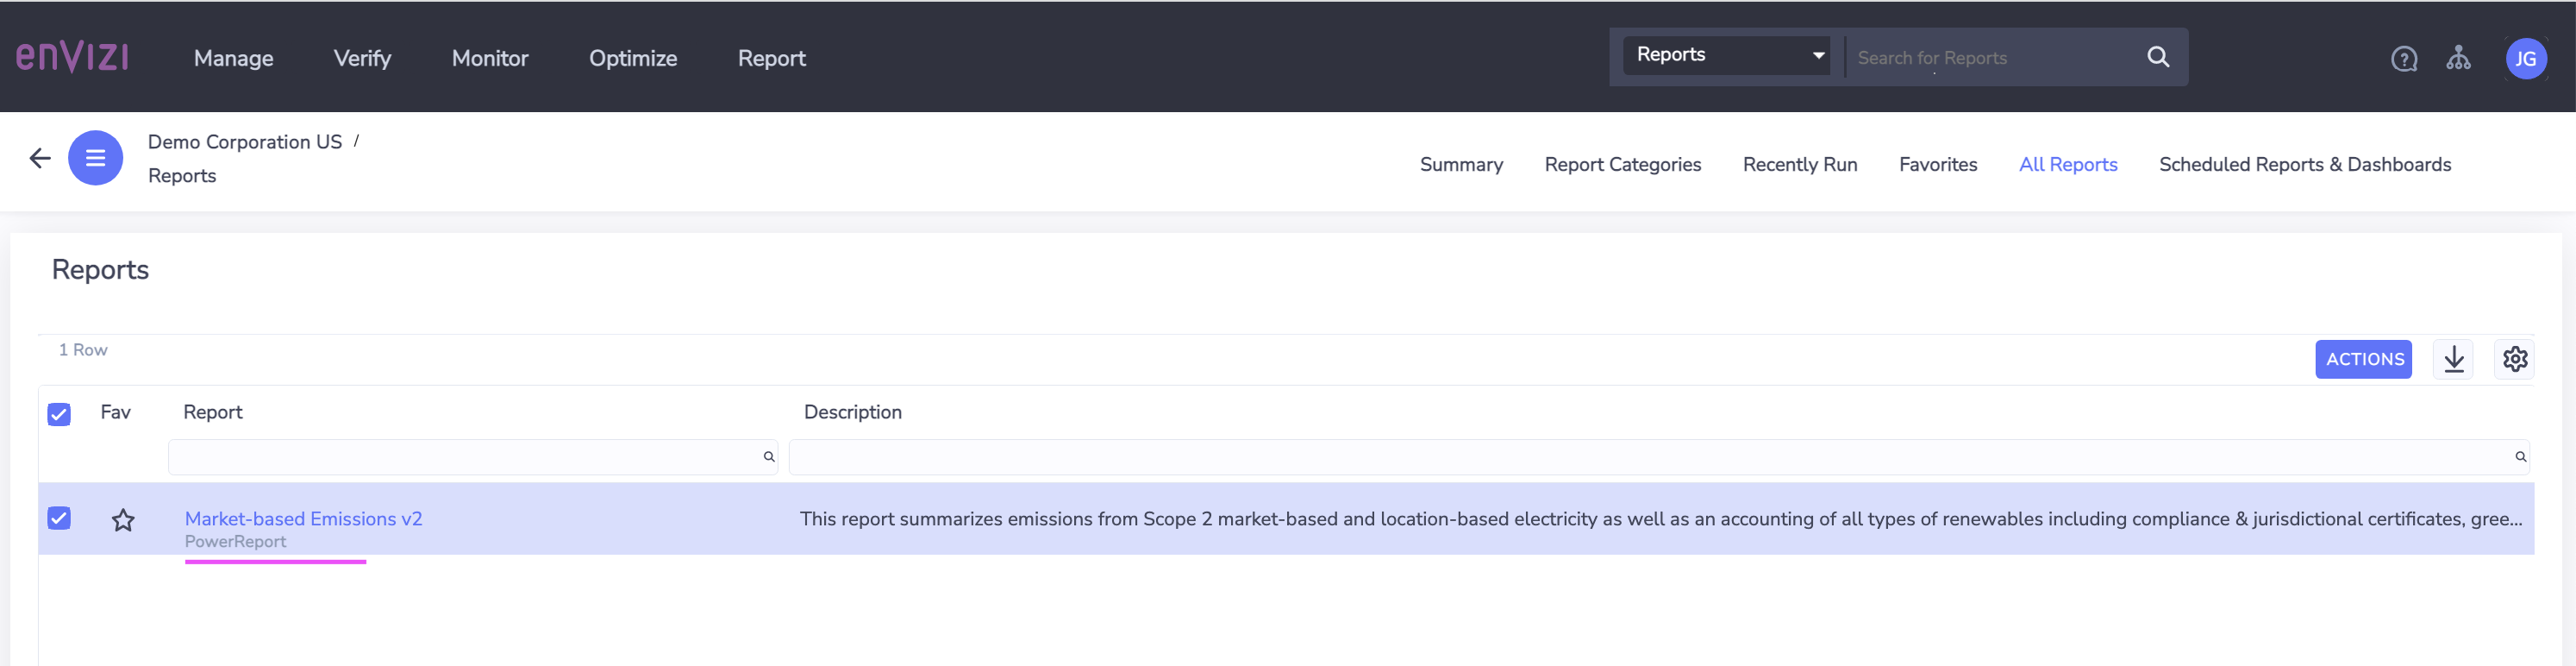 enVIZI
Manage Verify Monitor Optimize Report
Reports Search for Reports
JG
Demo Corporation US /
Reports
Summary Report Categories Recently Run Favorites All Reports Scheduled Reports & Dashboards
Reports
1 Row
ACTIONS
Fav Report Description
Market-based Emissions v2 This report summarizes emissions from Scope 2 market-based and location-based electricity as well as an accounting of all types of renewables including compliance & jurisdictional certificates, gree...
PowerReport